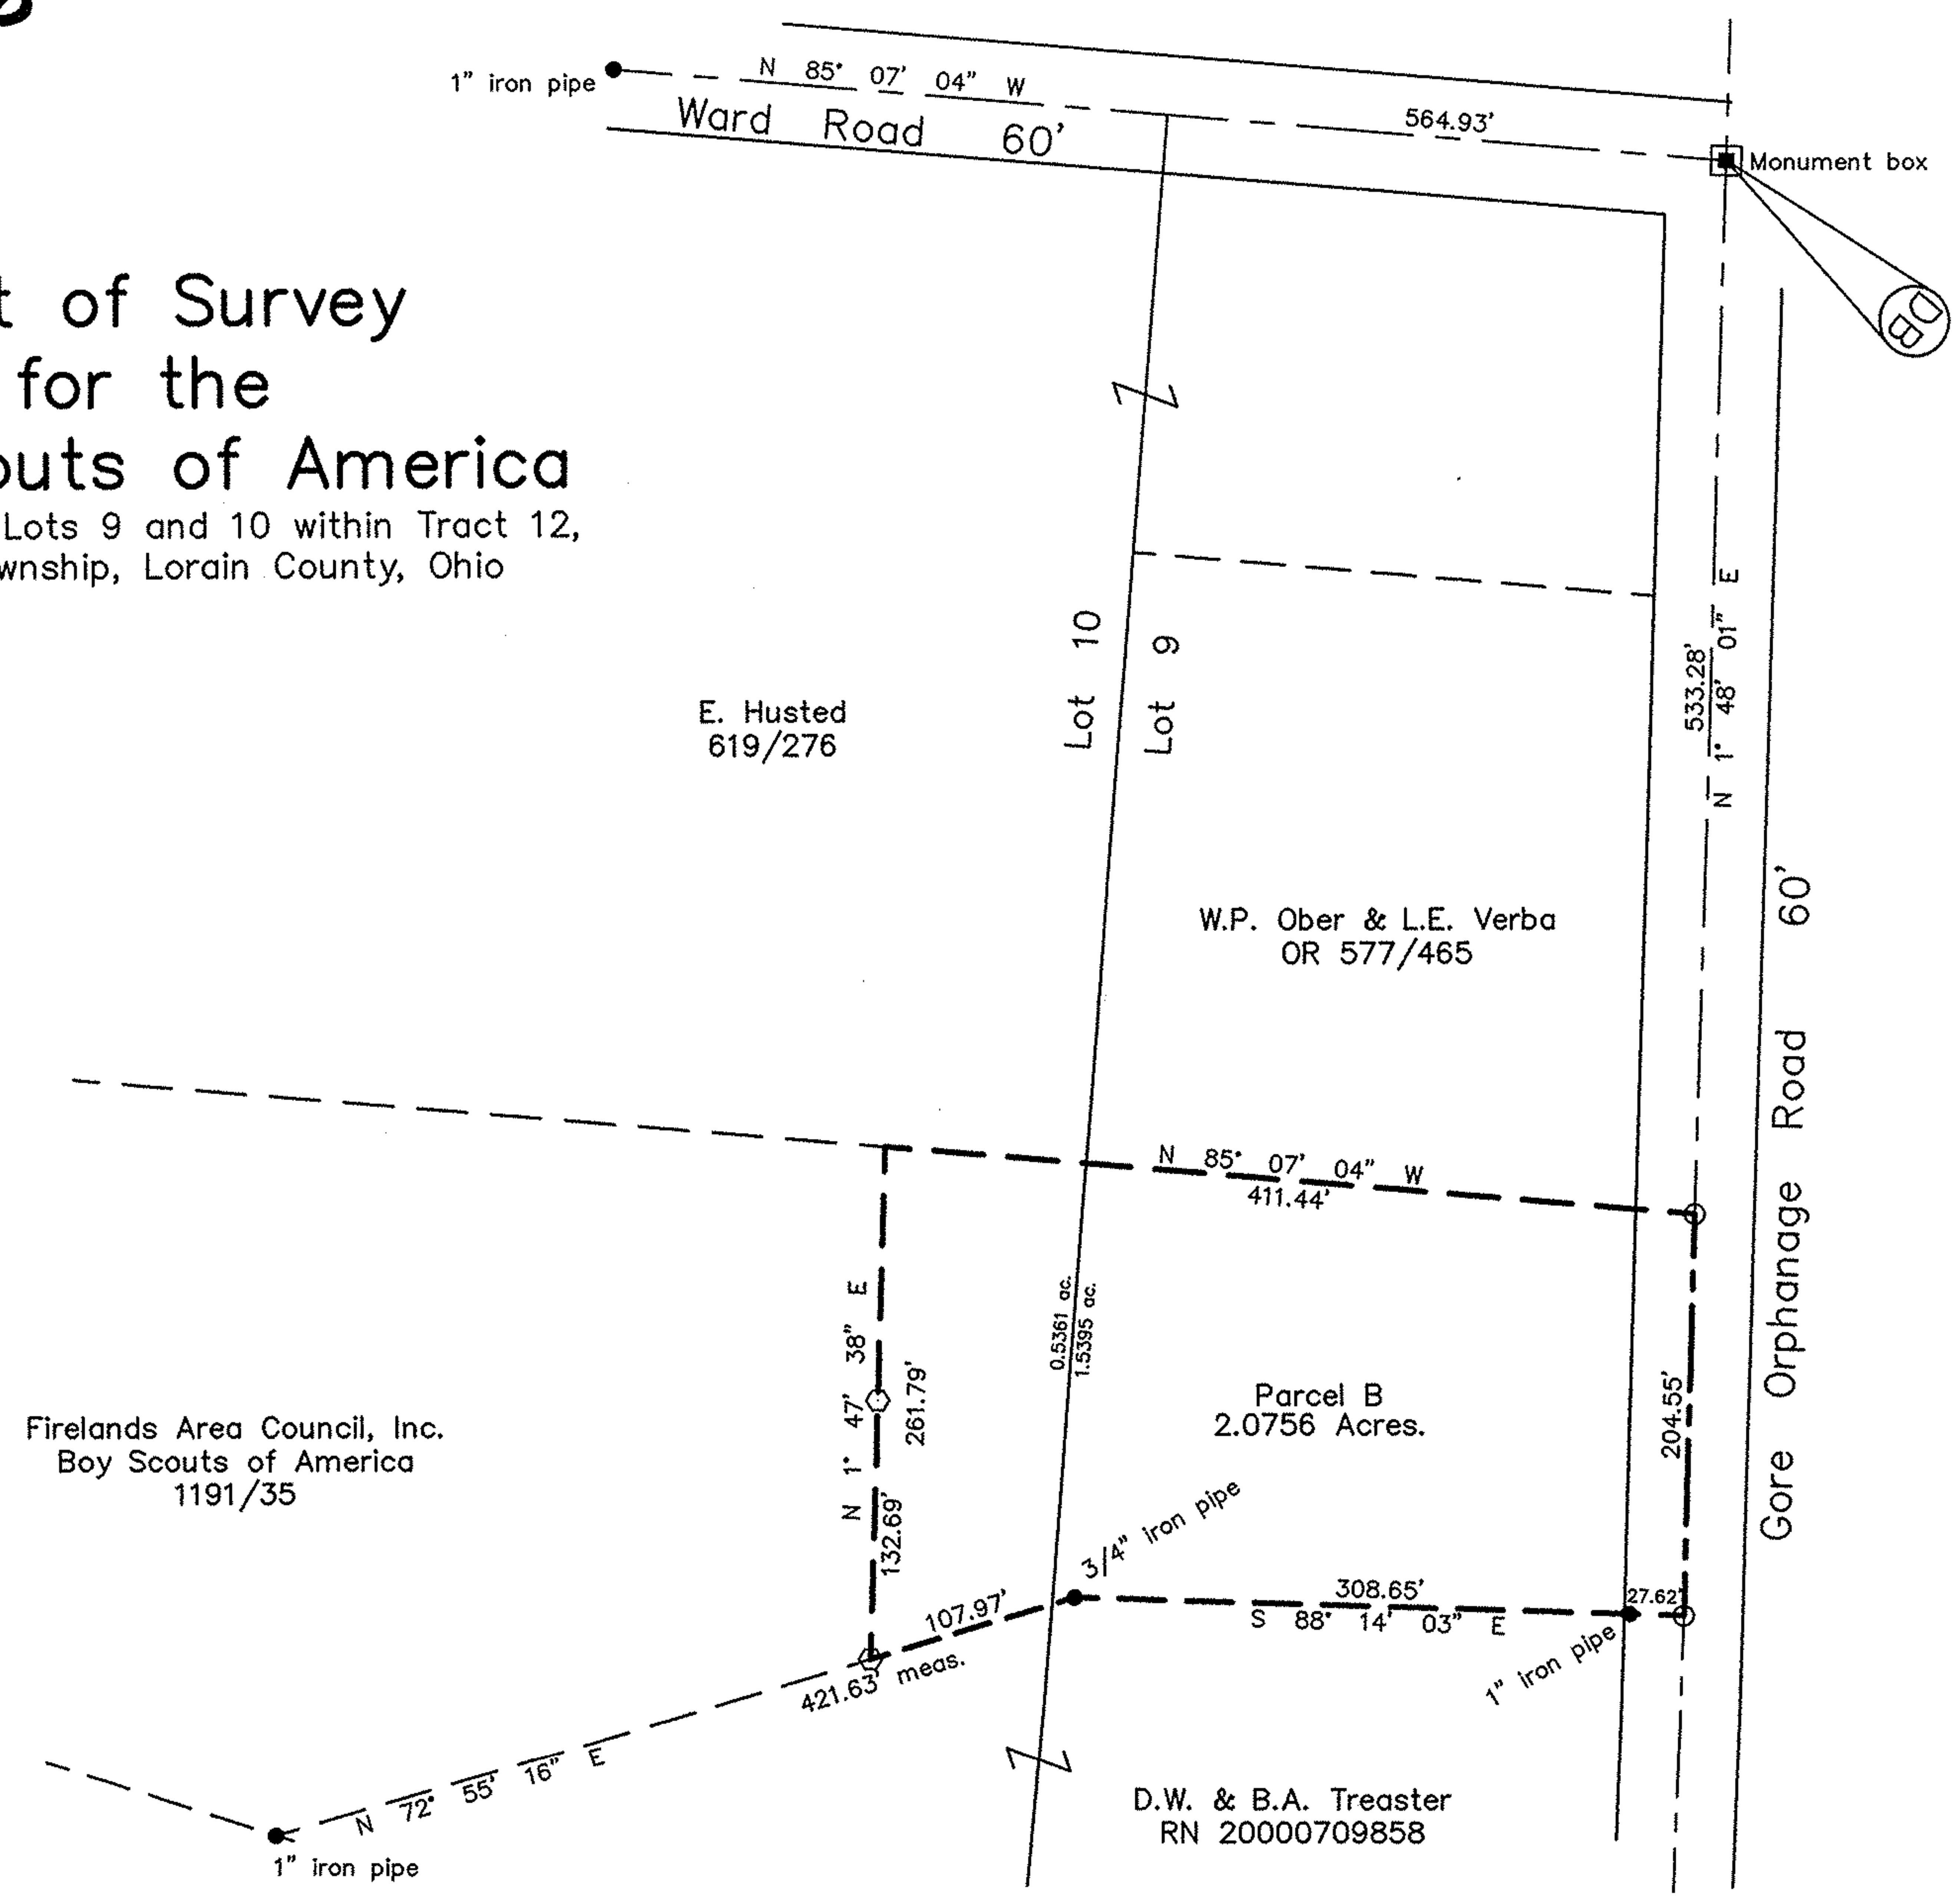 1" iron pipe
N 85° 07' 04" W
564.93'
Ward Road 60'
Monument box
D
B
of Survey
for the
of America
Lots 9 and 10 within Tract 12,
Lorain County, Ohio
Lot 10
Lot 9
E. Husted
619/276
533.28'
N 1° 48' 01" E
W.P. Ober & L.E. Verba
OR 577/465
Gore Orphanage Road 60'
N 85° 07' 04" W
411.44'
0.5361 ac.
1.5395 ac.
N 1° 47' 38" E
261.79'
132.69'
Parcel B
2.0756 Acres.
204.55'
Firelands Area Council, Inc.
Boy Scouts of America
1191/35
3/4" iron pipe
107.97'
308.65'
27.62'
S 88° 14' 03" E
1" iron pipe
421.63' meas.
N 72° 55' 16" E
1" iron pipe
D.W. & B.A. Treaster
RN 20000709858